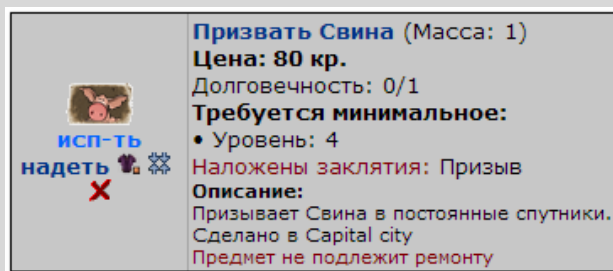 Призвать Свина (Масса: 1)
Цена: 80 кр.
Долговечность: 0/1
Требуется минимальное:
• Уровень: 4
Наложены заклятия: Призыв
Описание:
Призывает Свина в постоянные спутники.
Сделано в Capital city
Предмет не подлежит ремонту
исп-ть
надеть